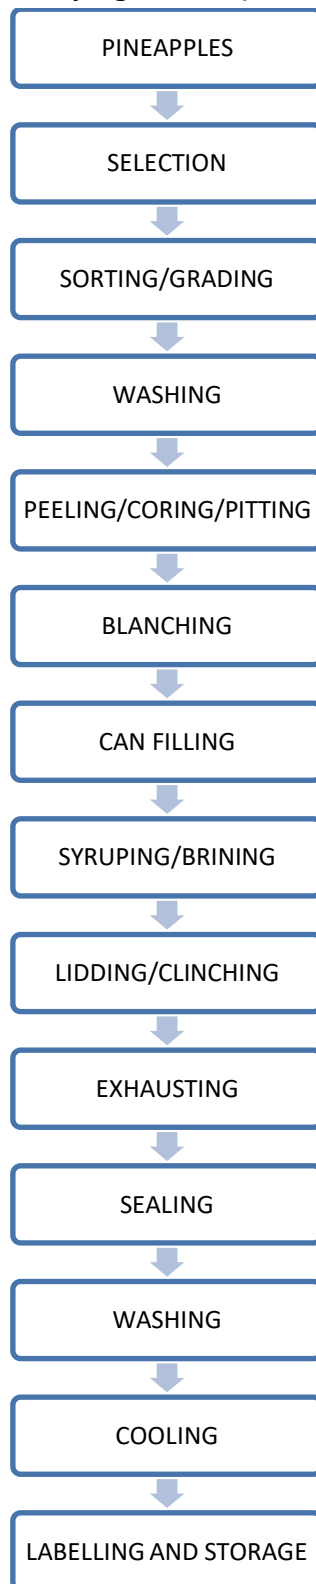 PINEAPPLES
SELECTION
SORTING/GRADING
WASHING
PEELING/CORING/PITTING
BLANCHING
CAN FILLING
SYRUPING/BRINING
LIDDING/CLINCHING
EXHAUSTING
SEALING
WASHING
COOLING
LABELLING AND STORAGE